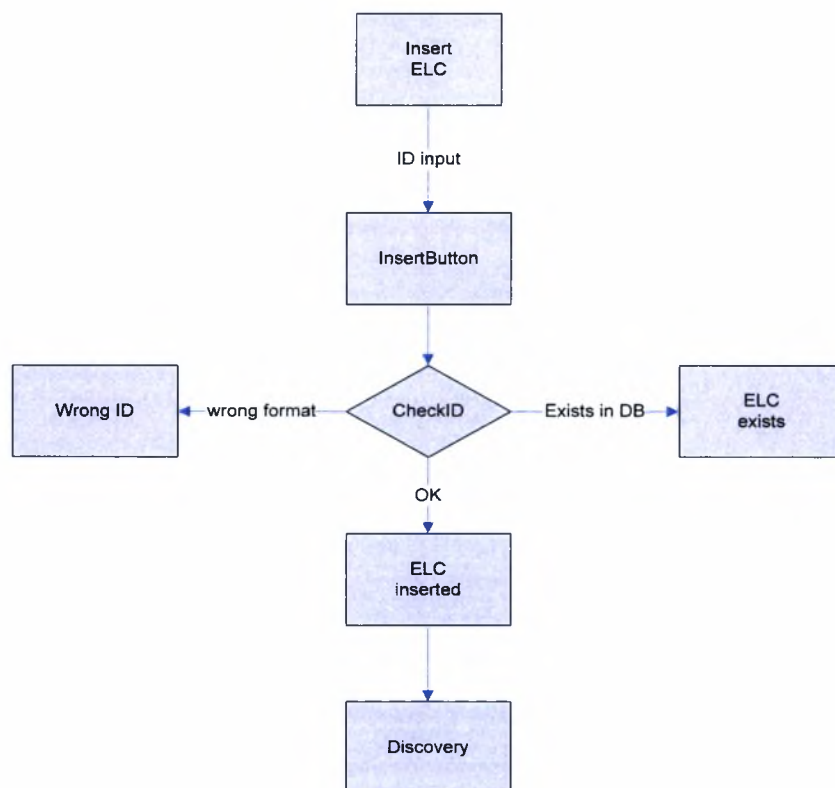 Insert
ELC
ID input
InsertButton
Wrong ID
wrong format
CheckID
Exists in DB
ELC
exists
OK
ELC
inserted
Discovery